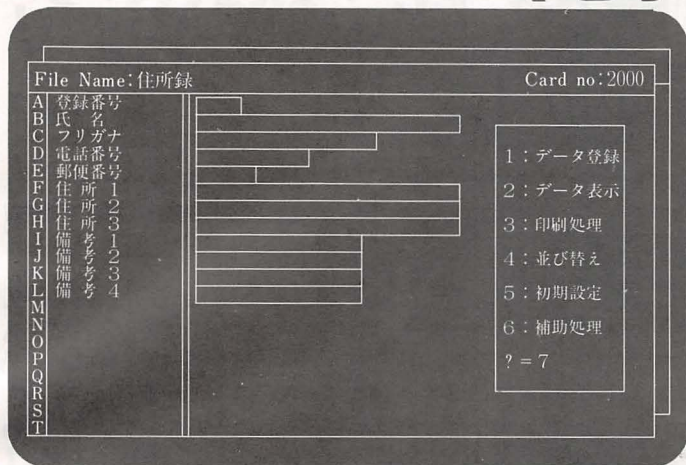 File Name:住所録
Card no:2000
A 登録番号
B 氏 名
C フリガナ
D 電話番号
E 郵便番号
F 住 所 1
G 住 所 2
H 住 所 3
I 備 考 1
J 備 考 2
K 備 考 3
L 備 考 4
M
N
O
P
Q
R
S
T
1:データ登録
2:データ表示
3:印刷処理
4:並び替え
5:初期設定
6:補助処理
?=7